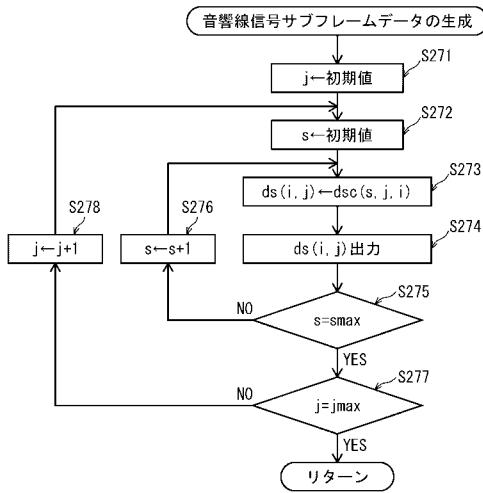 音響線信号サブフレームデータの生成
S271
j←初期値
S272
s←初期値
S273
ds(i,j)←dsc(s,j,i)
S278
j←j+1
S276
s←s+1
S274
ds(i,j)出力
S275
s=smax
NO
YES
S277
j=jmax
NO
YES
リターン